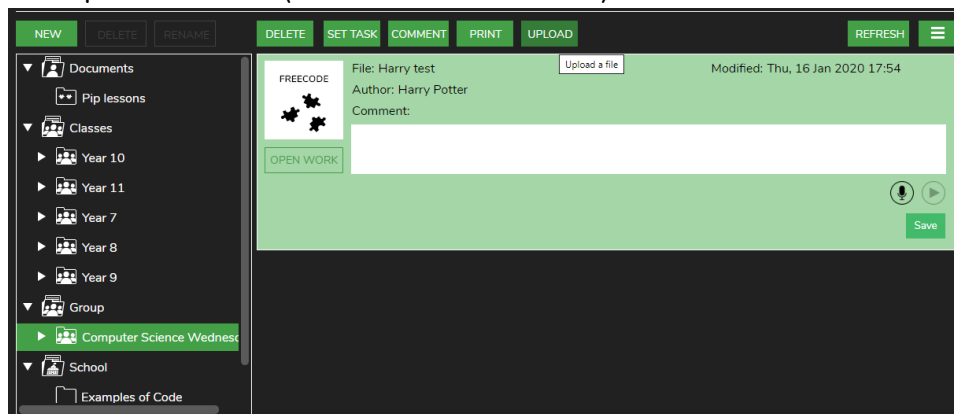 NEW DELETE RENAME DELETE SET TASK COMMENT PRINT UPLOAD REFRESH
Documents
Pip lessons
Classes
Year 10
Year 11
Year 7
Year 8
Year 9
Group
Computer Science Wednesd
School
Examples of Code
FREECODE
OPEN WORK
File: Harry test
Upload a file
Modified: Thu, 16 Jan 2020 17:54
Author: Harry Potter
Comment:
Save